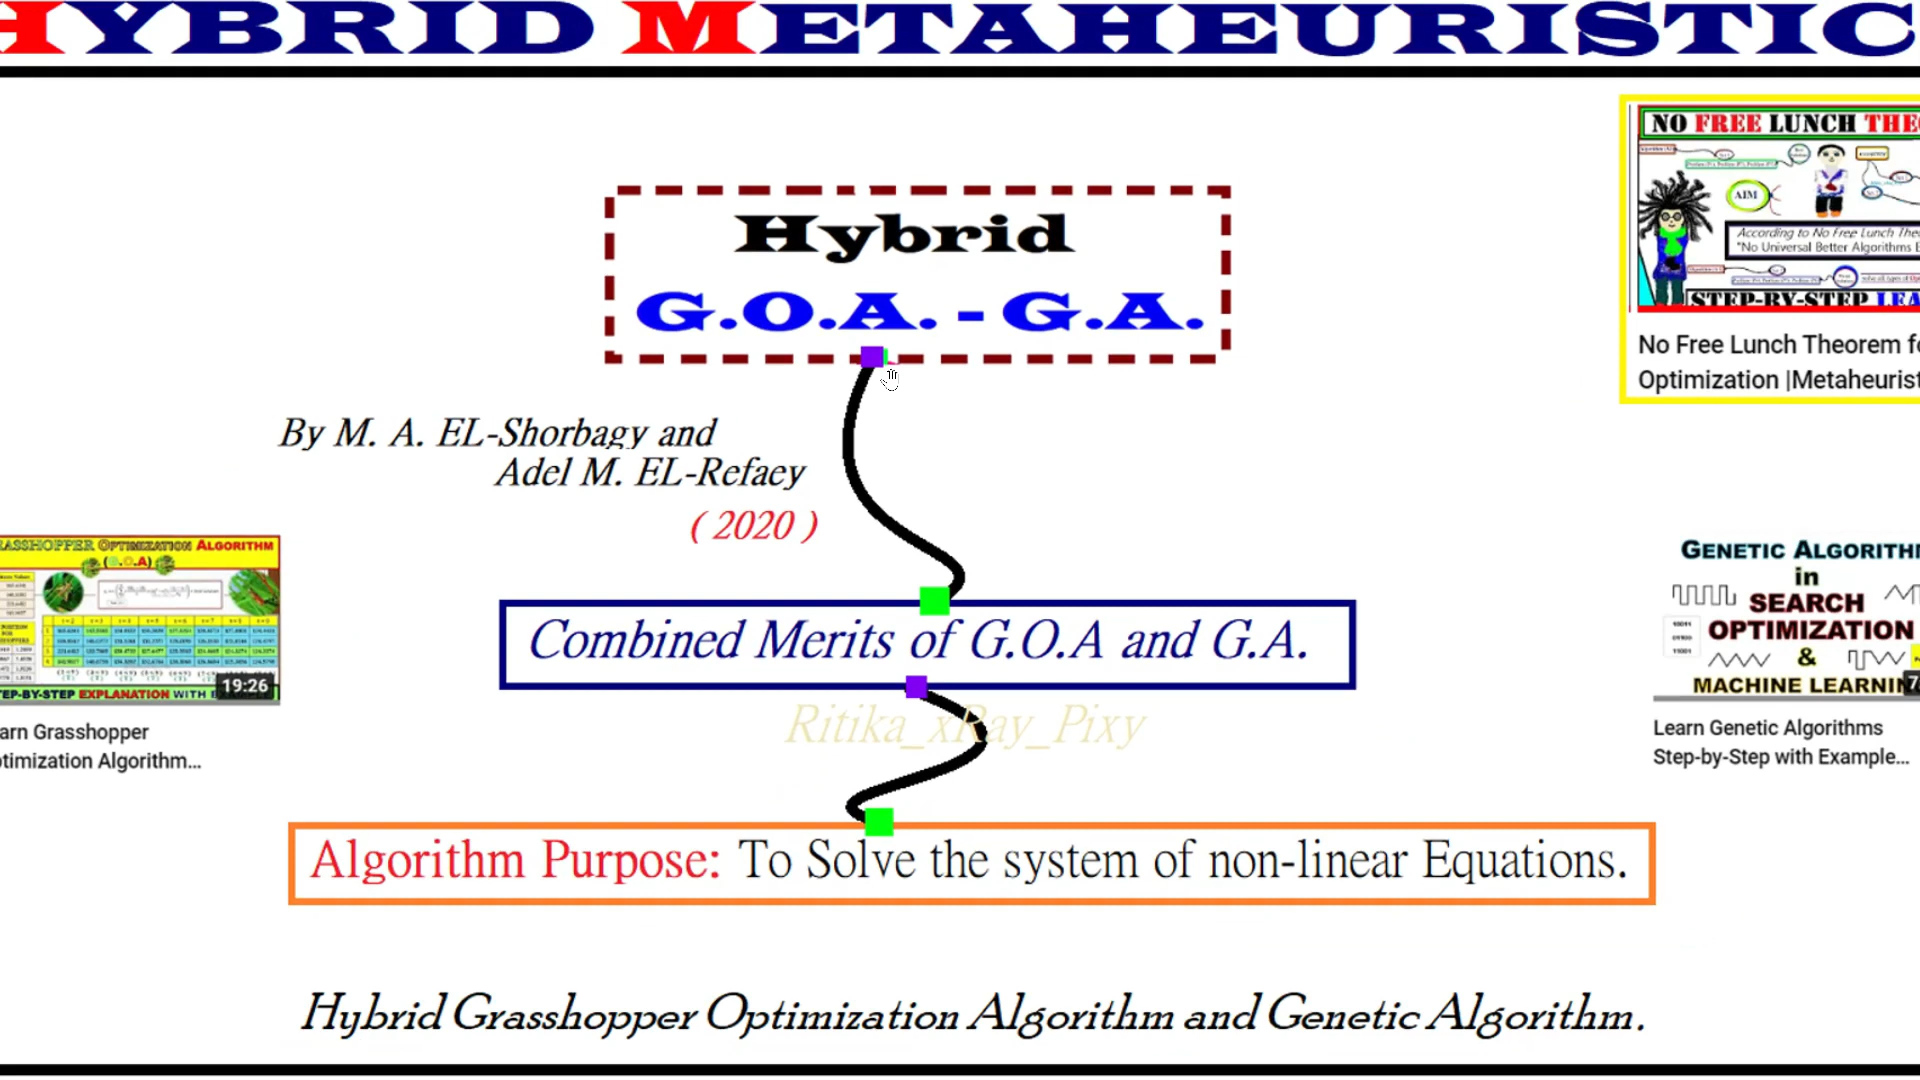 HYBRID METAHEURISTIC
NO FREE LUNCH THE
AIM
According to No Free Lunch The
"No Universal Better Algorithms E
STEP-BY-STEP LEA
No Free Lunch Theorem f
Optimization |Metaheurist
Hybrid
G.O.A. - G.A.
By M. A. EL-Shorbagy and
Adel M. EL-Refaey
( 2020 )
ASSHOPPER OPTIMIZATION ALGORITHM
(G.O.A)
TEP-BY-STEP EXPLANATION WITH E
19:26
arn Grasshopper
timization Algorithm...
Combined Merits of G.O.A and G.A.
Ritika_xRay_Pixy
GENETIC ALGORITH
in
SEARCH
OPTIMIZATION
&
MACHINE LEARNIN
Learn Genetic Algorithms
Step-by-Step with Example...
Algorithm Purpose: To Solve the system of non-linear Equations.
Hybrid Grasshopper Optimization Algorithm and Genetic Algorithm.